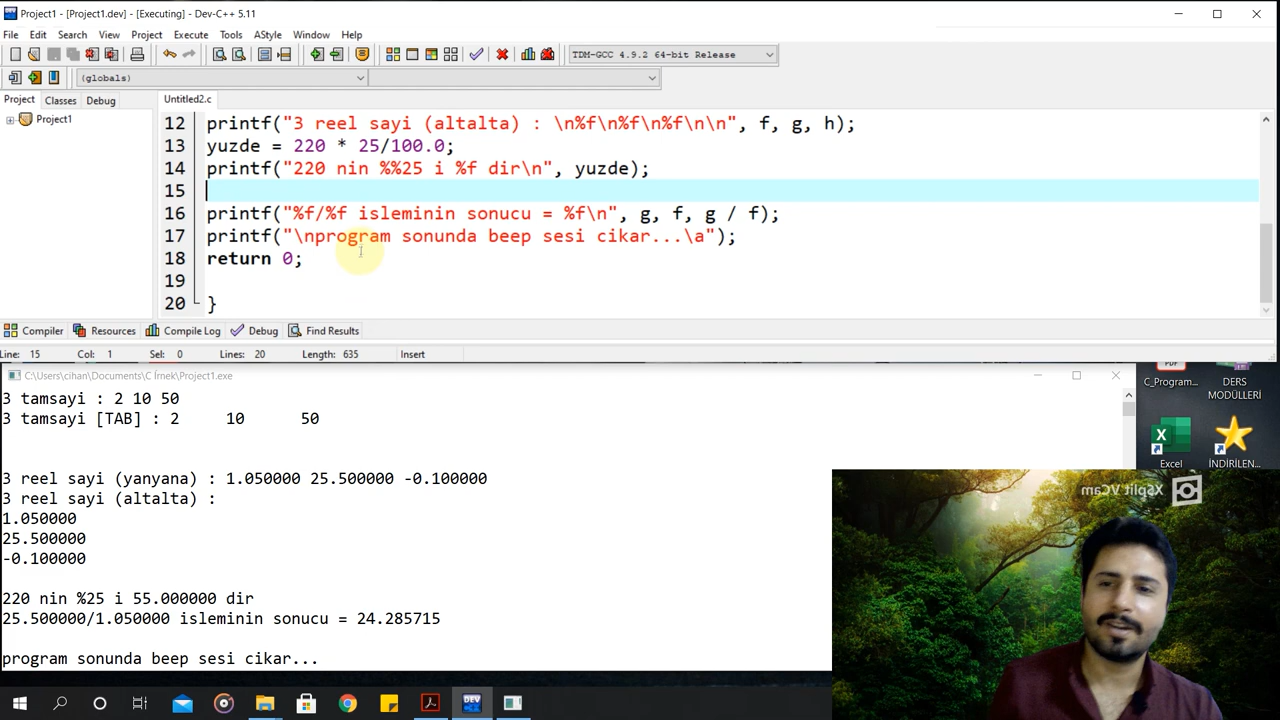 Project1 - [Project1.dev] - [Executing] - Dev-C++ 5.11
File Edit Search View Project Execute Tools AStyle Window Help
TDM-GCC 4.9.2 64-bit Release
(globals)
Project Classes Debug
Untitled2.c
Project1
12 printf("3 reel sayi (altalta) : \n%f\n%f\n%f\n\n", f, g, h);
13 yuzde = 220 * 25/100.0;
14 printf("220 nin %%25 i %f dir\n", yuzde);
15
16 printf("%f/%f isleminin sonucu = %f\n", g, f, g / f);
17 printf("\nprogram sonunda beep sesi cikar...\a");
18 return 0;
19
20 }
Compiler Resources Compile Log Debug Find Results
Line: 15 Col: 1 Sel: 0 Lines: 20 Length: 635 Insert
C:\Users\cihan\Documents\C Írnek\Project1.exe
3 tamsayi : 2 10 50
3 tamsayi [TAB] : 2 10 50
3 reel sayi (yanyana) : 1.050000 25.500000 -0.100000
3 reel sayi (altalta) :
1.050000
25.500000
-0.100000
220 nin %25 i 55.000000 dir
25.500000/1.050000 isleminin sonucu = 24.285715
program sonunda beep sesi cikar...
PDF
C_Program...
DERS
MODÜLLERİ
Excel
İNDİRİLEN...
XSplit VCam
DEV